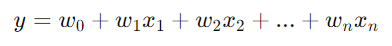 y = w₀ + w₁x₁ + w₂x₂ + ... + wₙxₙ